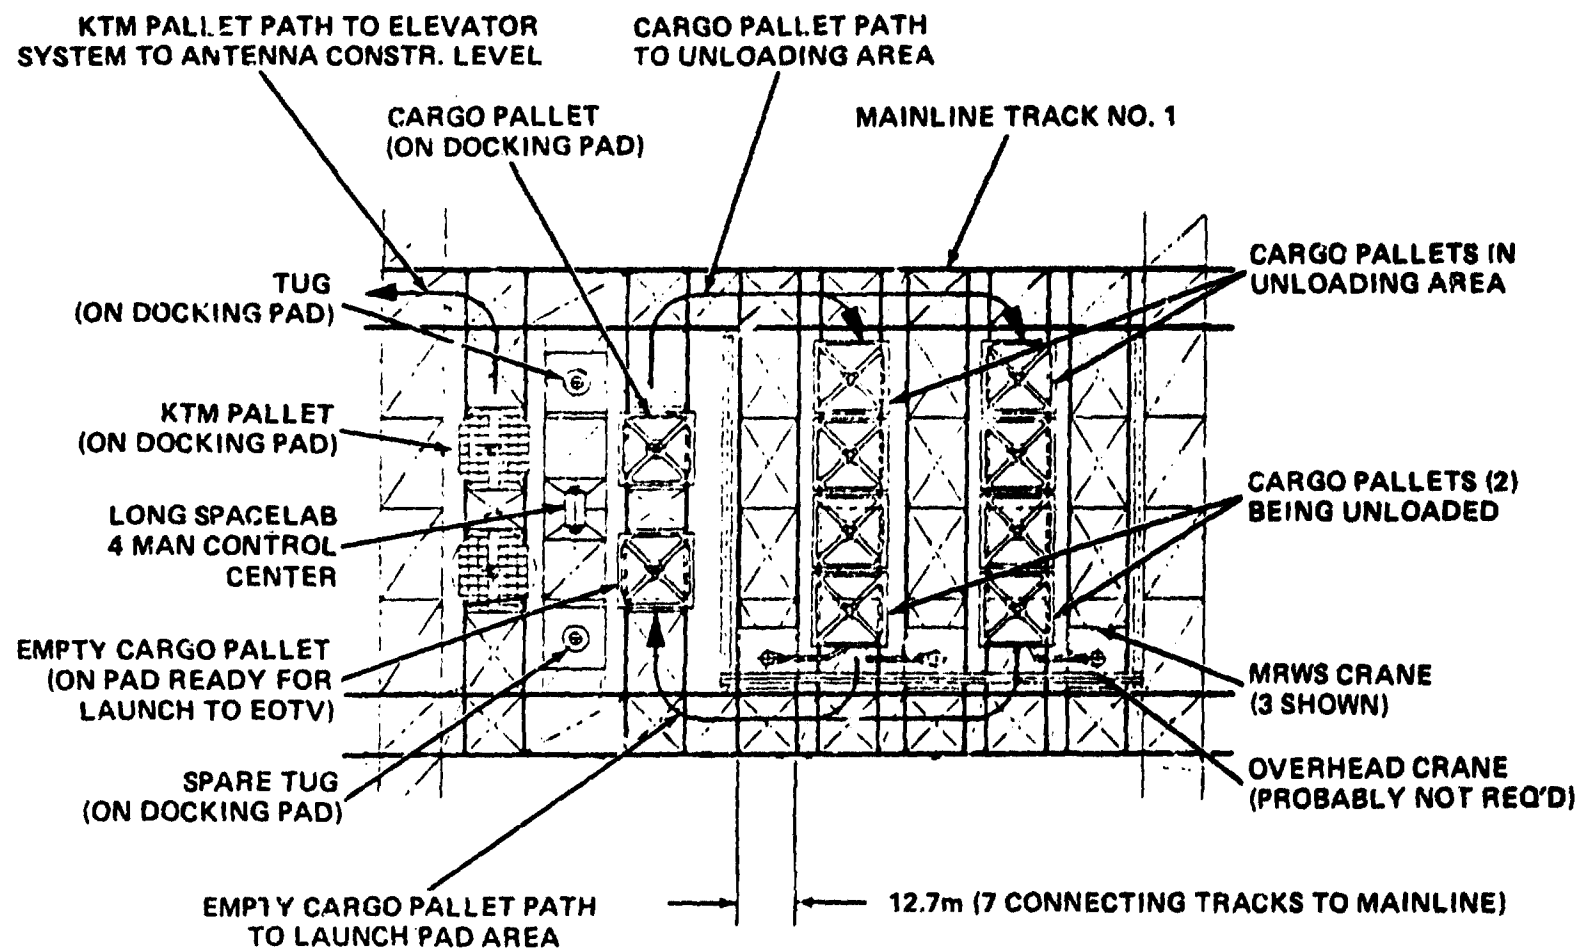 KTM PALLET PATH TO ELEVATOR
SYSTEM TO ANTENNA CONSTR. LEVEL
CARGO PALLET PATH
TO UNLOADING AREA
CARGO PALLET
(ON DOCKING PAD)
MAINLINE TRACK NO. 1
TUG
(ON DOCKING PAD)
CARGO PALLETS IN
UNLOADING AREA
KTM PALLET
(ON DOCKING PAD)
LONG SPACELAB
4 MAN CONTROL
CENTER
CARGO PALLETS (2)
BEING UNLOADED
EMPTY CARGO PALLET
(ON PAD READY FOR
LAUNCH TO EOTV)
MRWS CRANE
(3 SHOWN)
SPARE TUG
(ON DOCKING PAD)
OVERHEAD CRANE
(PROBABLY NOT REQ'D)
EMPTY CARGO PALLET PATH
TO LAUNCH PAD AREA
12.7m (7 CONNECTING TRACKS TO MAINLINE)